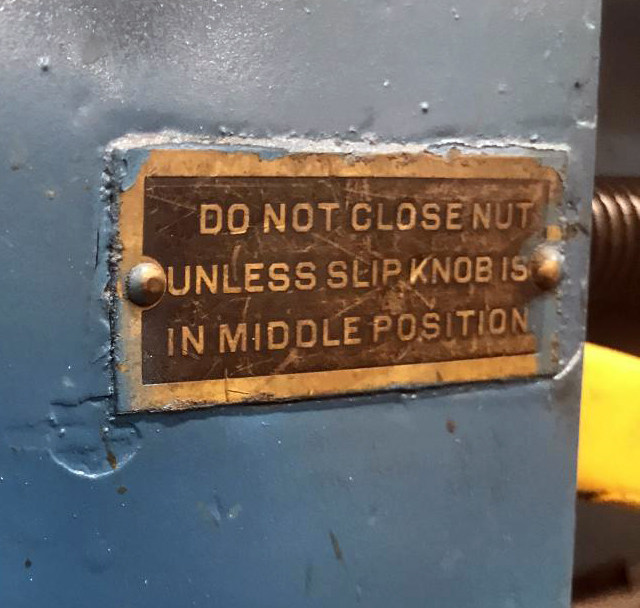 DO NOT CLOSE NUT
UNLESS SLIP KNOB IS
IN MIDDLE POSITION